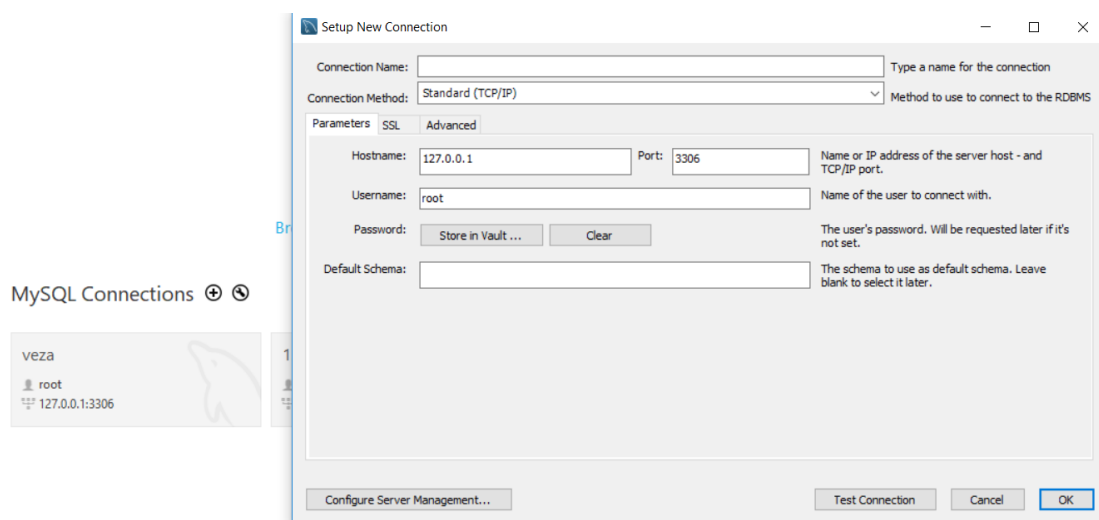 Setup New Connection
Connection Name:
Type a name for the connection
Connection Method:
Standard (TCP/IP)
Method to use to connect to the RDBMS
Parameters
SSL
Advanced
Hostname:
127.0.0.1
Port:
3306
Name or IP address of the server host - and
TCP/IP port.
Username:
root
Name of the user to connect with.
Password:
Store in Vault ...
Clear
The user's password. Will be requested later if it's
not set.
Default Schema:
The schema to use as default schema. Leave
blank to select it later.
Configure Server Management...
Test Connection
Cancel
OK
Br
MySQL Connections
veza
root
127.0.0.1:3306
1